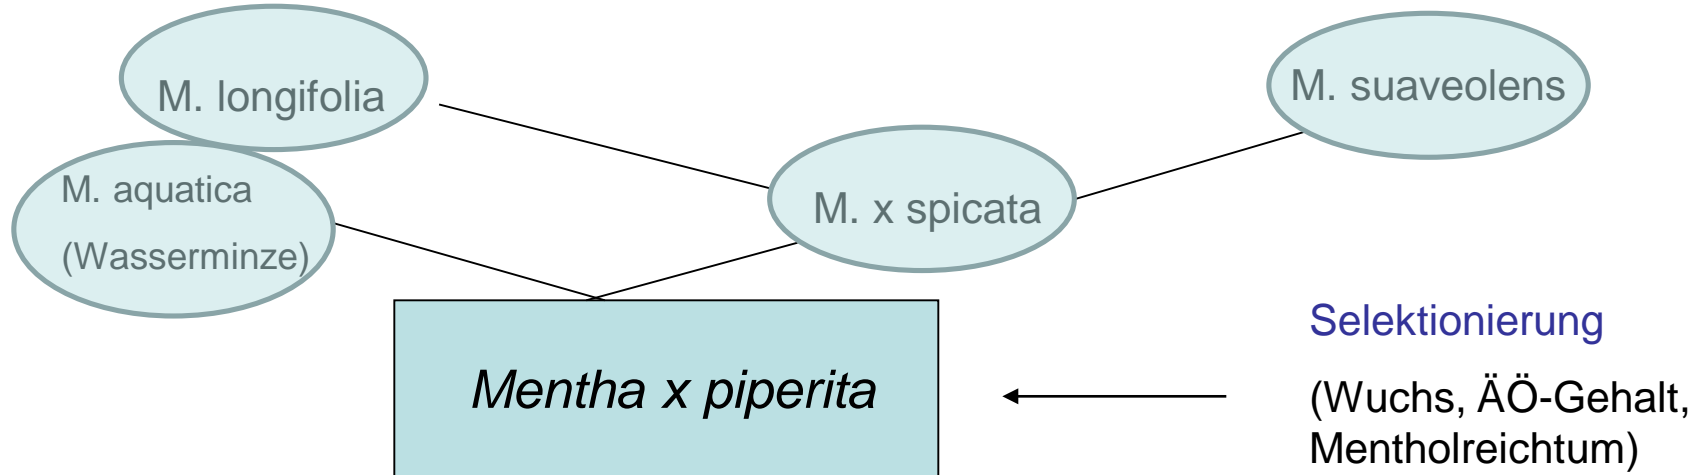 M. longifolia
M. suaveolens
M. aquatica
(Wasserminze)
M. x spicata
Mentha x piperita
Selektionierung
(Wuchs, ÄÖ-Gehalt,
Mentholreichtum)